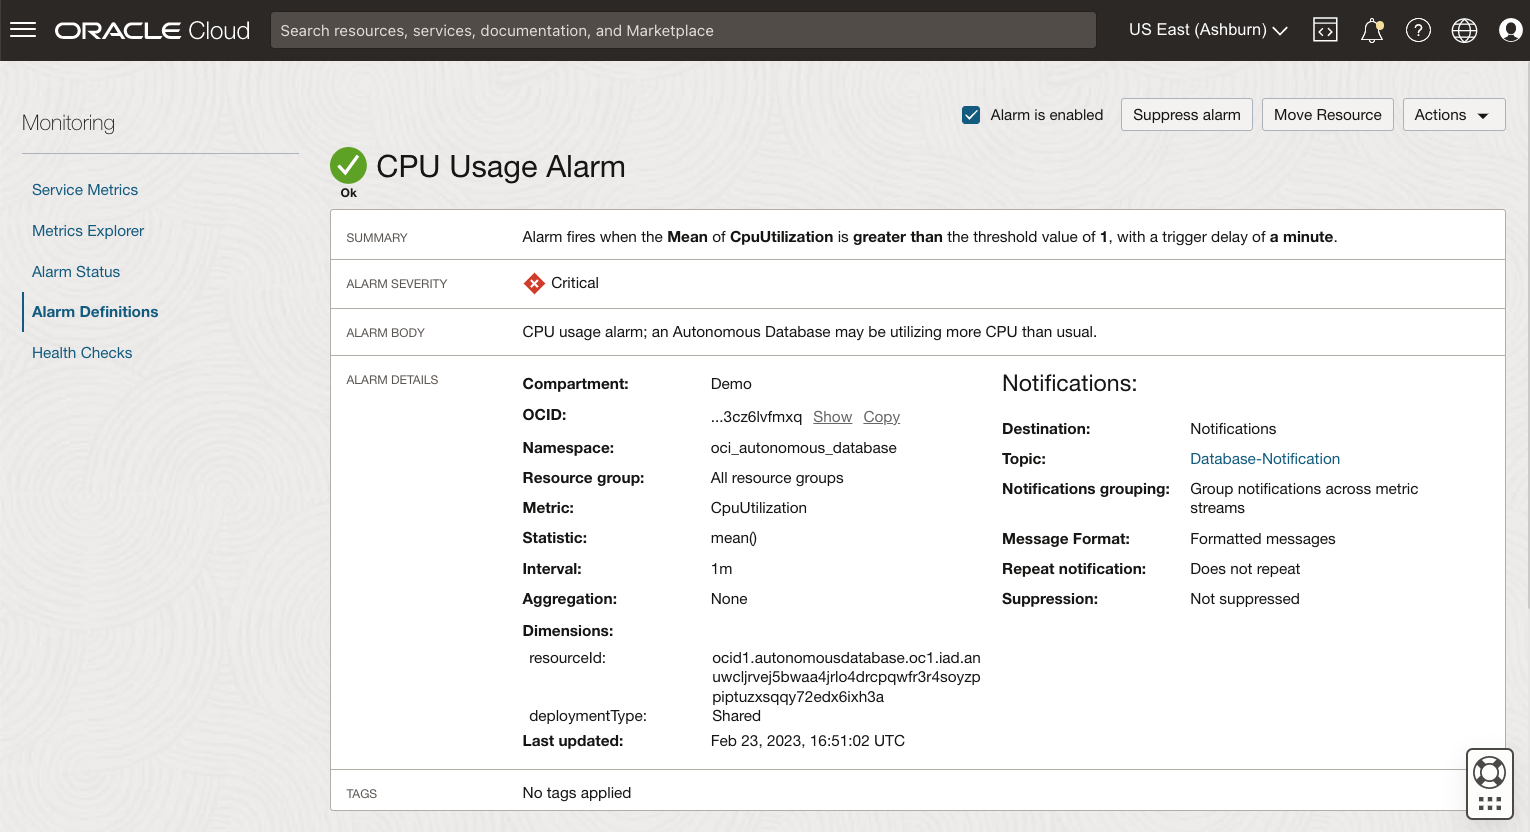 ORACLE Cloud
Search resources, services, documentation, and Marketplace
US East (Ashburn)
Monitoring
Service Metrics
Metrics Explorer
Alarm Status
Alarm Definitions
Health Checks
Alarm is enabled
Suppress alarm
Move Resource
Actions
Ok
CPU Usage Alarm
SUMMARY
Alarm fires when the Mean of CpuUtilization is greater than the threshold value of 1, with a trigger delay of a minute.
ALARM SEVERITY
Critical
ALARM BODY
CPU usage alarm; an Autonomous Database may be utilizing more CPU than usual.
ALARM DETAILS
Compartment: Demo
OCID: ...3cz6lvfmxq Show Copy
Namespace: oci_autonomous_database
Resource group: All resource groups
Metric: CpuUtilization
Statistic: mean()
Interval: 1m
Aggregation: None
Dimensions:
resourceId: ocid1.autonomousdatabase.oc1.iad.an
uwcljrvej5bwaa4jrlo4drcpqwfr3r4soyzp
piptuzxsqqy72edx6ixh3a
deploymentType: Shared
Last updated: Feb 23, 2023, 16:51:02 UTC
Notifications:
Destination: Notifications
Topic: Database-Notification
Notifications grouping: Group notifications across metric
streams
Message Format: Formatted messages
Repeat notification: Does not repeat
Suppression: Not suppressed
TAGS
No tags applied